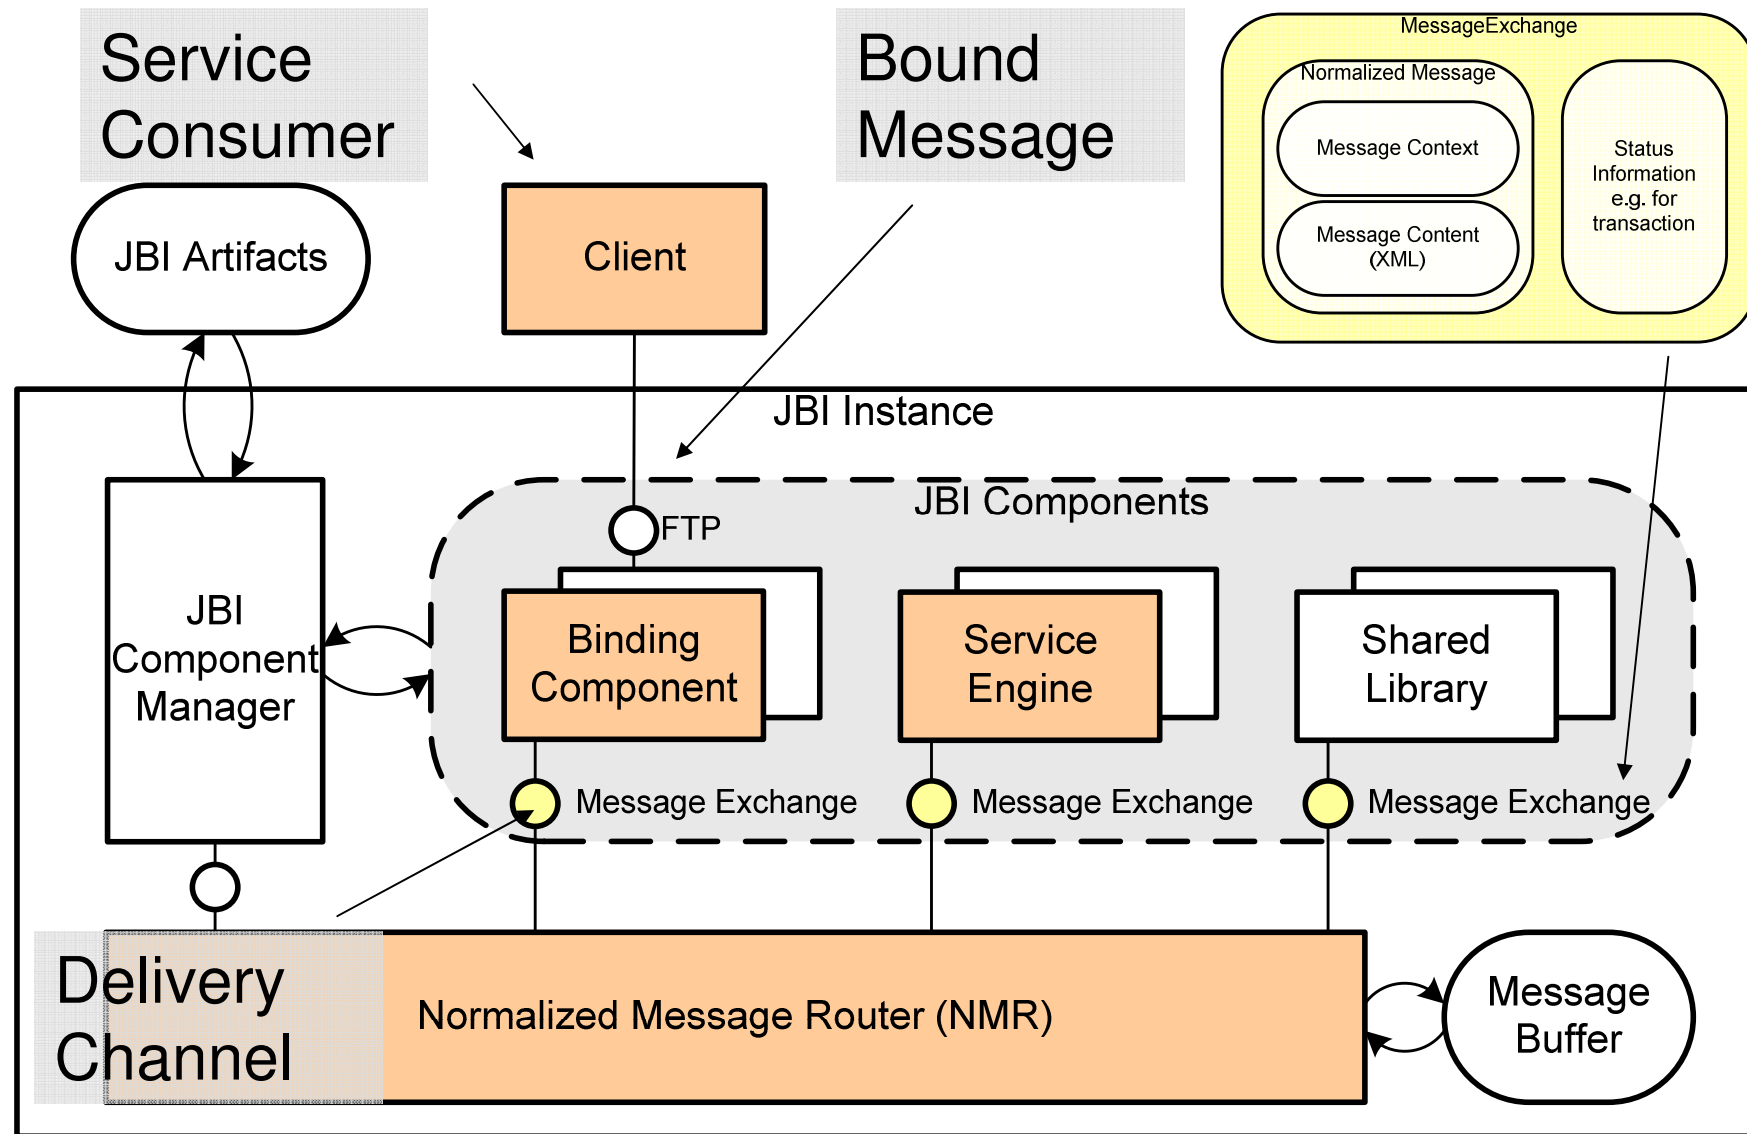 Service
Consumer
Bound
Message
MessageExchange
Normalized Message
Message Context
Message Content
(XML)
Status
Information
e.g. for
transaction
JBI Artifacts
Client
JBI Instance
JBI Components
FTP
JBI
Component
Manager
Binding
Component
Service
Engine
Shared
Library
Message Exchange
Message Exchange
Message Exchange
Delivery
Channel
Normalized Message Router (NMR)
Message
Buffer